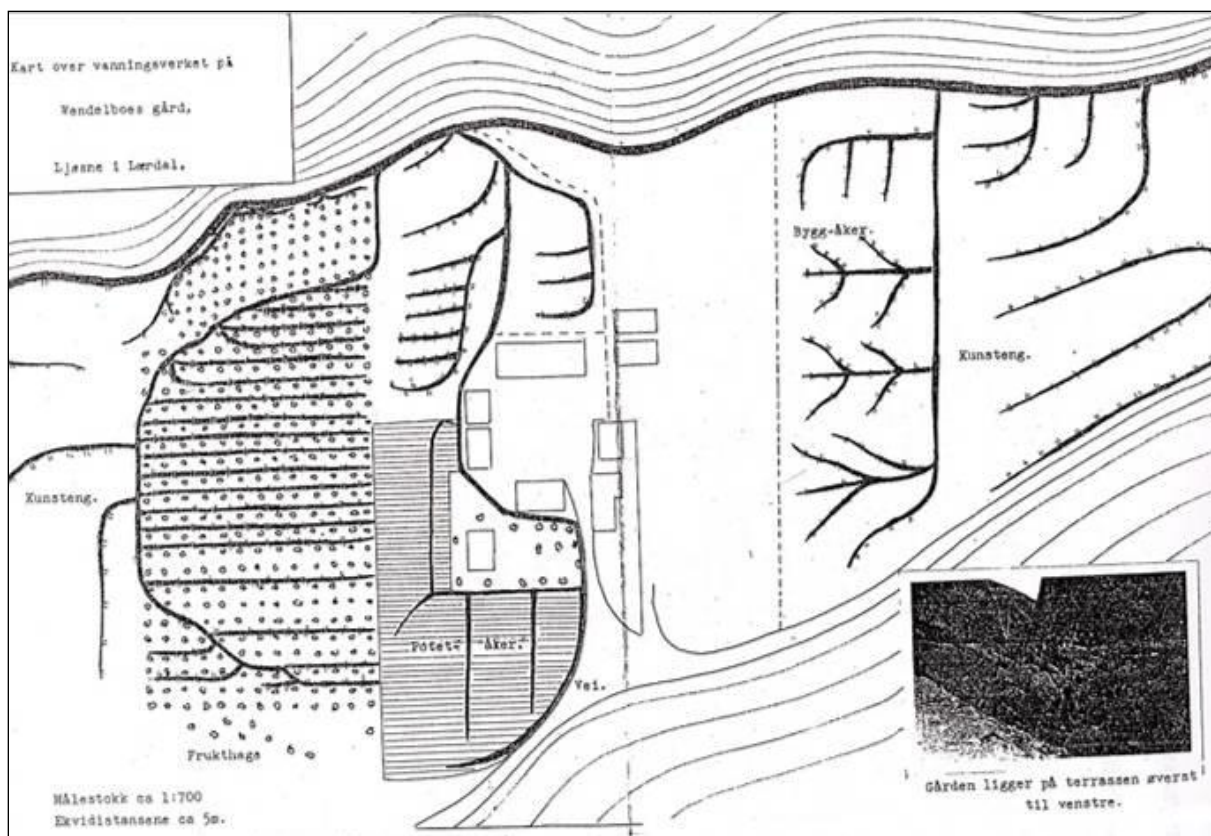 Kart over vanningsverket på
Wendelboes gård,
Ljøsne i Lærdal.
Bygg-Åker.
Kunsteng.
Kunsteng.
Potet- Åker.
Vei.
Frukthage
Målestokk ca 1:700
Ekvidistansene ca 5m.
Gården ligger på terrassen øverst
til venstre.